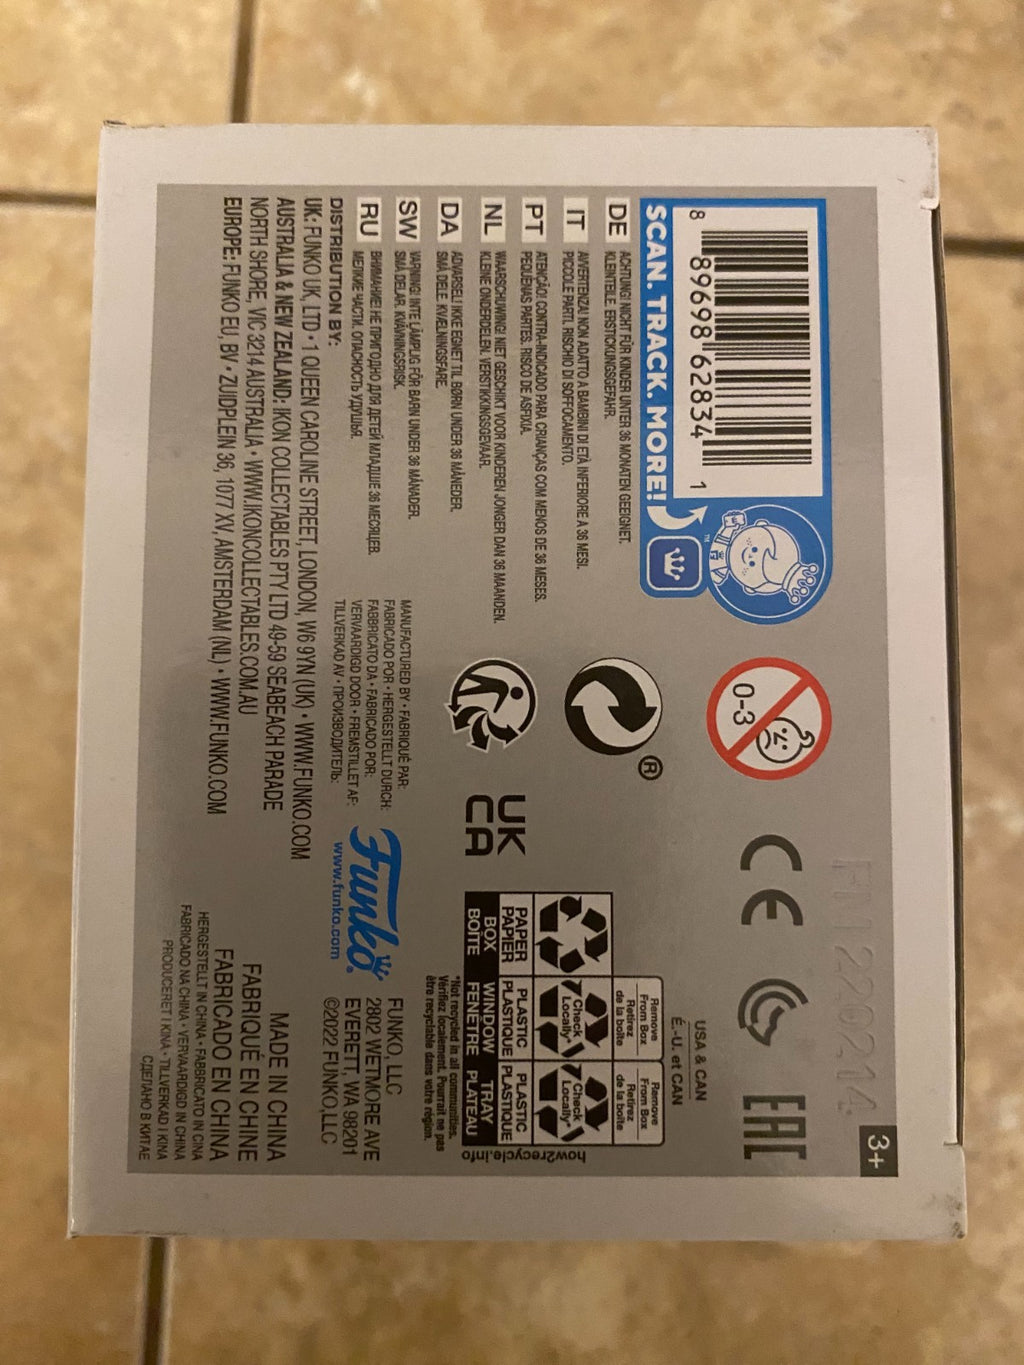 8 89698 62834 1
SCAN. TRACK. MORE!
™
0-3
CE
EAC
3+
FT1220214
DE ACHTUNG! NICHT FÜR KINDER UNTER 36 MONATEN GEEIGNET.
KLEINTEILE. ERSTICKUNGSGEFAHR.
IT AVVERTENZA! NON ADATTO A BAMBINI DI ETÀ INFERIORE A 36 MESI.
PICCOLE PARTI. RISCHIO DI SOFFOCAMENTO.
PT ATENÇÃO! CONTRA-INDICADO PARA CRIANÇAS COM MENOS DE 36 MESES.
PEQUENAS PARTES. RISCO DE ASFIXIA.
NL WAARSCHUWING! NIET GESCHIKT VOOR KINDEREN JONGER DAN 36 MAANDEN.
KLEINE ONDERDELEN. VERSTIKKINGSGEVAAR.
DA ADVARSEL! IKKE EGNET TIL BØRN UNDER 36 MÅNEDER.
SMÅ DELE. KVÆLNINGSFARE.
SW VARNING! INTE LÄMPLIG FÖR BARN UNDER 36 MÅNADER.
SMÅ DELAR. KVÄVNINGSRISK.
RU ВНИМАНИЕ! НЕ ПРИГОДНО ДЛЯ ДЕТЕЙ МЛАДШЕ 36 МЕСЯЦЕВ.
МЕЛКИЕ ЧАСТИ. ОПАСНОСТЬ УДУШЬЯ.
®
UK
CA
USA & CAN
É.-U. et CAN
Remove From Box
Retirez de la boîte
Remove From Box
Retirez de la boîte
Check Locally*
Check Locally*
PAPER PAPIER
PLASTIC PLASTIQUE
PLASTIC PLASTIQUE
BOX BOÎTE
WINDOW FENÊTRE
TRAY PLATEAU
how2recycle.info
*Not recycled in all communities.
Vérifiez localement. Pourrait ne pas
être recyclable dans votre région.
DISTRIBUTION BY:
UK: FUNKO UK, LTD • 1 QUEEN CAROLINE STREET, LONDON, W6 9YN (UK) • WWW.FUNKO.COM
AUSTRALIA & NEW ZEALAND: IKON COLLECTABLES PTY LTD 49-59 SEABEACH PARADE
NORTH SHORE, VIC 3214 AUSTRALIA • WWW.IKONCOLLECTABLES.COM.AU
EUROPE: FUNKO EU, BV • ZUIDPLEIN 36, 1077 XV, AMSTERDAM (NL) • WWW.FUNKO.COM
MANUFACTURED BY • FABRIQUÉ PAR:
FABRICADO POR • HERGESTELLT DURCH:
FABBRICATO DA • FABRICADO POR:
VERVAARDIGD DOOR • FREMSTILLET AF:
TILLVERKAD AV • ПРОИЗВОДИТЕЛЬ:
Funko®
www.funko.com
FUNKO, LLC
2802 WETMORE AVE
EVERETT, WA 98201
©2022 FUNKO,LLC
MADE IN CHINA
FABRIQUÉ EN CHINE
FABRICADO EN CHINA
HERGESTELLT IN CHINA • FABBRICATO IN CINA
FABRICADO NA CHINA • VERVAARDIGD IN CHINA
PRODUCERET I KINA • TILLVERKAD I KINA
СДЕЛАНО В КИТАЕ